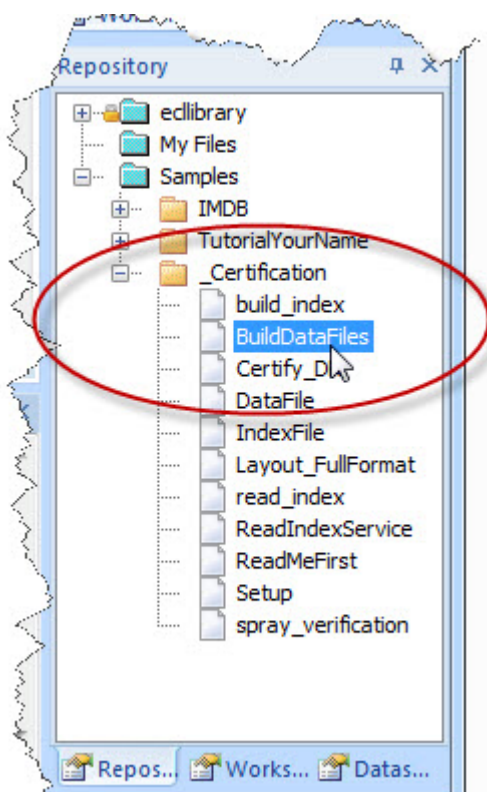 Repository
ecllibrary
My Files
Samples
IMDB
TutorialYourName
_Certification
build_index
BuildDataFiles
Certify_D
DataFile
IndexFile
Layout_FullFormat
read_index
ReadIndexService
ReadMeFirst
Setup
spray_verification
Repos... Works... Datas...